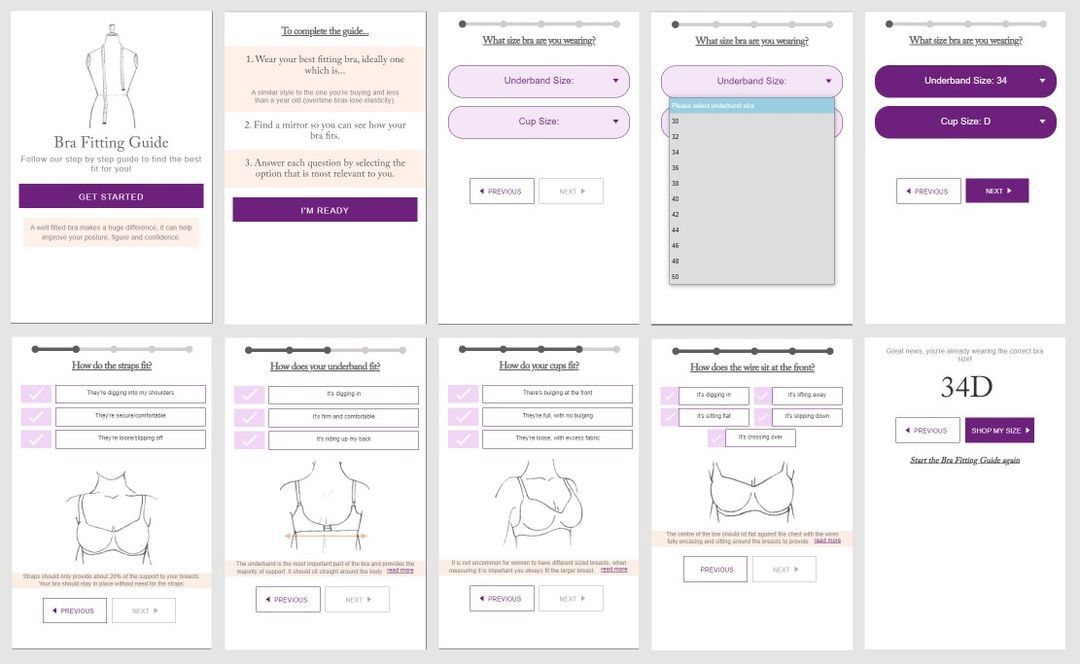 Bra Fitting Guide
Follow our step by step guide to find the best
fit for you!
GET STARTED
A well fitted bra makes a huge difference, it can help
improve your posture, figure and confidence.
To complete the guide...
1. Wear your best fitting bra, ideally one
which is...
A similar style to the one you're buying and less
than a year old (overtime bras lose elasticity).
2. Find a mirror so you can see how your
bra fits.
3. Answer each question by selecting the
option that is most relevant to you.
I'M READY
What size bra are you wearing?
Underband Size:
Cup Size:
PREVIOUS
NEXT
What size bra are you wearing?
Underband Size:
Please select underband size
30
32
34
36
38
40
42
44
46
48
50
What size bra are you wearing?
Underband Size: 34
Cup Size: D
PREVIOUS
NEXT
How do the straps fit?
They're digging into my shoulders
They're secure/comfortable
They're loose/slipping off
Straps should only provide about 20% of the support to your breasts.
Your bra should stay in place without need for the straps.
PREVIOUS
NEXT
How does your underband fit?
It's digging in
It's firm and comfortable
It's riding up my back
The underband is the most important part of the bra and provides the
majority of support. It should sit straight around the body read more
PREVIOUS
NEXT
How do your cups fit?
There's bulging at the front
They're full, with no bulging
They're loose, with excess fabric
It is not uncommon for women to have different sized breasts, when
measuring it is important you always fit the larger breast. read more
PREVIOUS
NEXT
How does the wire sit at the front?
It's digging in
It's lifting away
It's sitting flat
It's slipping down
It's crossing over
The centre of the bra should sit flat against the chest with the wires
fully encasing and sitting around the breasts to provide read more
PREVIOUS
NEXT
Great news, you're already wearing the correct bra
size!
34D
PREVIOUS
SHOP MY SIZE
Start the Bra Fitting Guide again